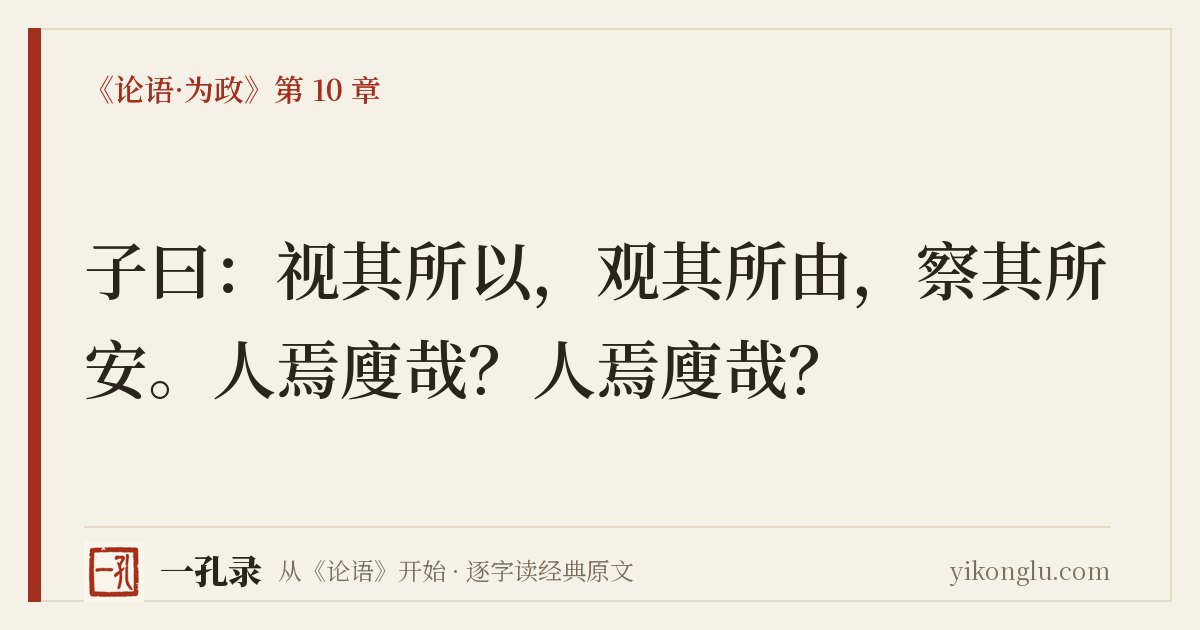 《论语·为政》第 10 章
子曰：视其所以，观其所由，察其所
安。人焉廋哉？人焉廋哉？
一孔
一孔录 从《论语》开始 · 逐字读经典原文 yikonglu.com